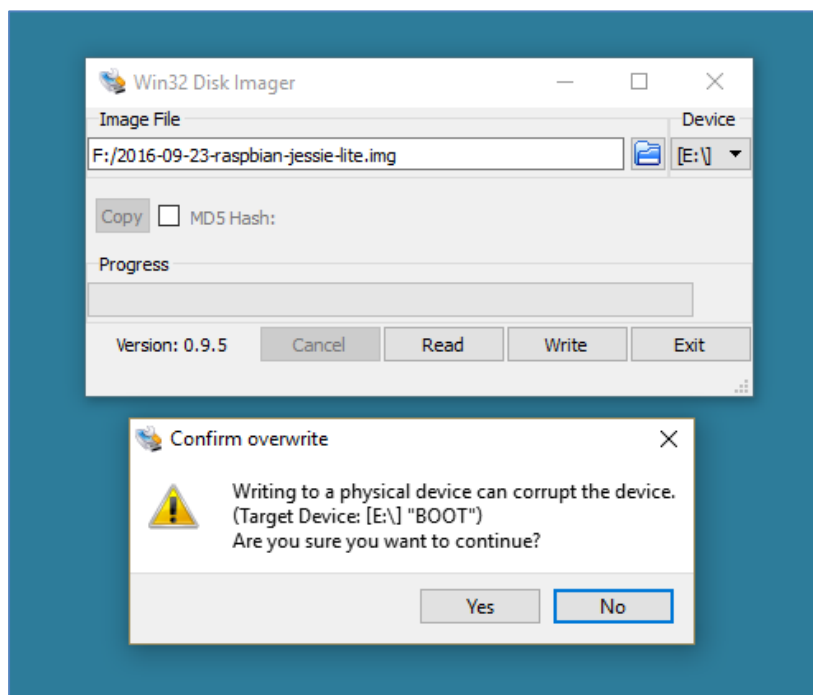 Win32 Disk Imager
Image File
Device
F:/2016-09-23-raspbian-jessie-lite.img
[E:\]
Copy
MD5 Hash:
Progress
Version: 0.9.5
Cancel
Read
Write
Exit
Confirm overwrite
Writing to a physical device can corrupt the device.
(Target Device: [E:\] "BOOT")
Are you sure you want to continue?
Yes
No